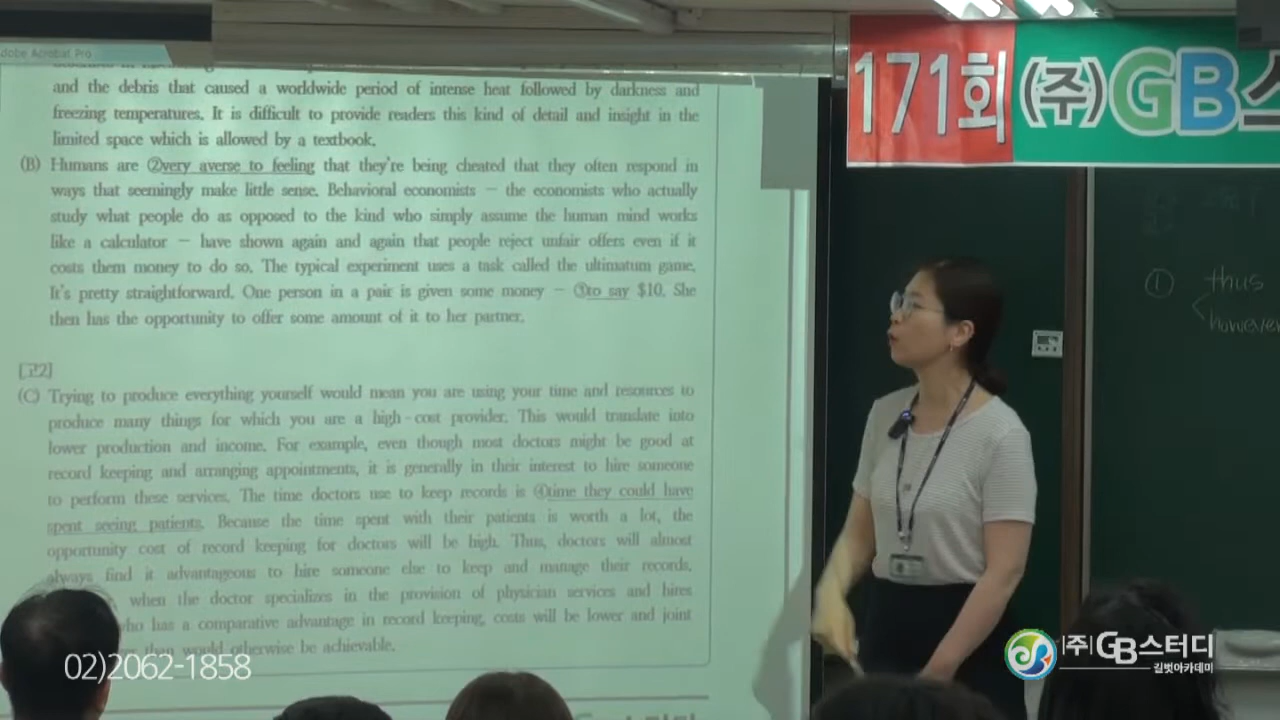 Adobe Acrobat Pro
and the debris that caused a worldwide period of intense heat followed by darkness and
freezing temperatures. It is difficult to provide readers this kind of detail and insight in the
limited space which is allowed by a textbook.
(B) Humans are ②very averse to feeling that they're being cheated that they often respond in
ways that seemingly make little sense. Behavioral economists － the economists who actually
study what people do as opposed to the kind who simply assume the human mind works
like a calculator － have shown again and again that people reject unfair offers even if it
costs them money to do so. The typical experiment uses a task called the ultimatum game.
It's pretty straightforward. One person in a pair is given some money － ③to say $10. She
then has the opportunity to offer some amount of it to her partner.
[고2]
(C) Trying to produce everything yourself would mean you are using your time and resources to
produce many things for which you are a high-cost provider. This would translate into
lower production and income. For example, even though most doctors might be good at
record keeping and arranging appointments, it is generally in their interest to hire someone
to perform these services. The time doctors use to keep records is ④time they could have
spent seeing patients. Because the time spent with their patients is worth a lot, the
opportunity cost of record keeping for doctors will be high. Thus, doctors will almost
always find it advantageous to hire someone else to keep and manage their records.
when the doctor specializes in the provision of physician services and hires
who has a comparative advantage in record keeping, costs will be lower and joint
than would otherwise be achievable.
171회 (주)GB스
① thus
however
02)2062-1858
(주)GB스터디
길벗아카데미